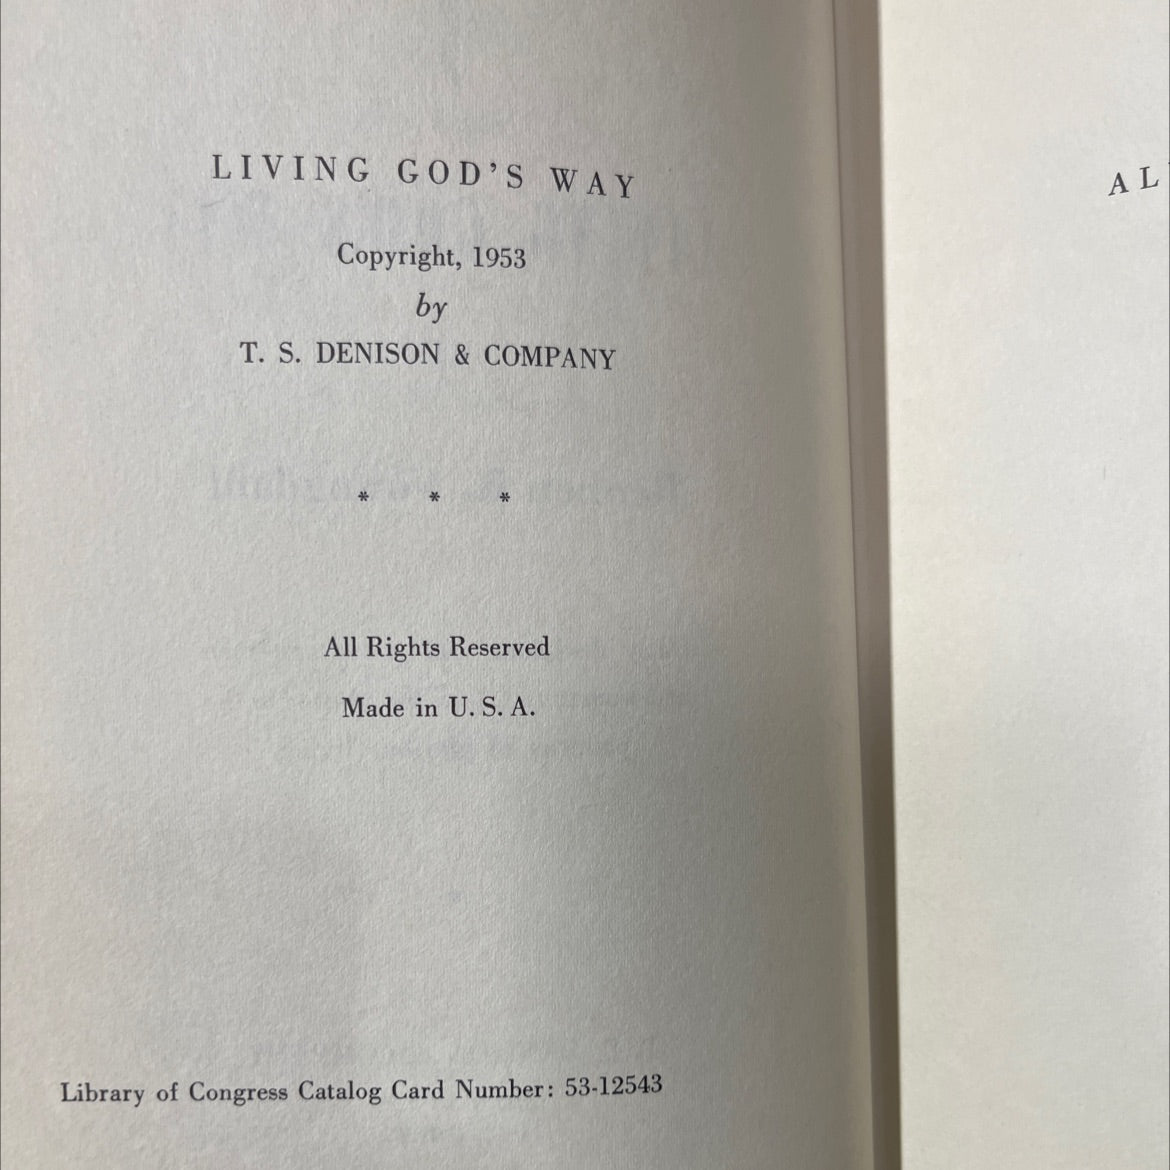 LIVING GOD'S WAY
Copyright, 1953
by
T. S. DENISON & COMPANY
* * *
All Rights Reserved
Made in U. S. A.
Library of Congress Catalog Card Number: 53-12543
AL